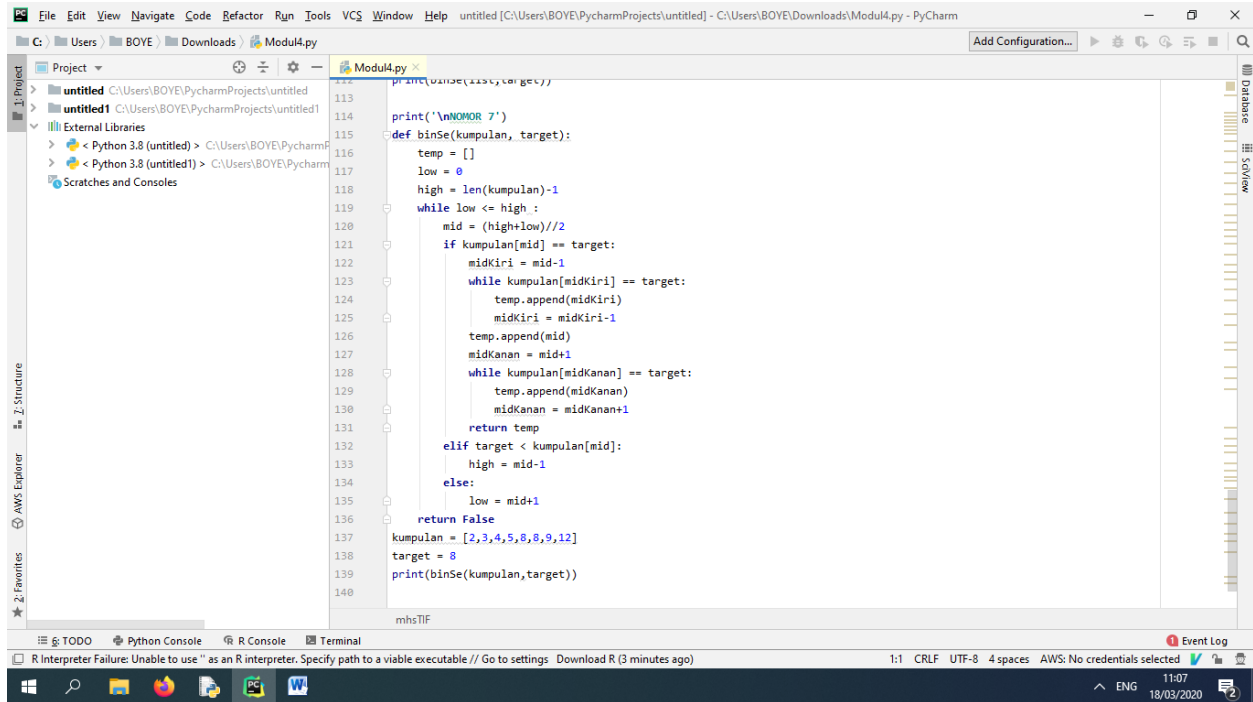 File Edit View Navigate Code Refactor Run Tools VCS Window Help untitled [C:\Users\BOYE\PycharmProjects\untitled] - C:\Users\BOYE\Downloads\Modul4.py - PyCharm
C: Users BOYE Downloads Modul4.py Add Configuration...
Project Modul4.py
1: Project
untitled C:\Users\BOYE\PycharmProjects\untitled
untitled1 C:\Users\BOYE\PycharmProjects\untitled1
External Libraries
< Python 3.8 (untitled) > C:\Users\BOYE\PycharmP
< Python 3.8 (untitled1) > C:\Users\BOYE\Pycharm
Scratches and Consoles
Z: Structure
AWS Explorer
2: Favorites
112 print(binSe(list,target))
113
114 print('\nNOMOR 7')
115 def binSe(kumpulan, target):
116     temp = []
117     low = 0
118     high = len(kumpulan)-1
119     while low <= high :
120         mid = (high+low)//2
121         if kumpulan[mid] == target:
122             midKiri = mid-1
123             while kumpulan[midKiri] == target:
124                 temp.append(midKiri)
125                 midKiri = midKiri-1
126             temp.append(mid)
127             midKanan = mid+1
128             while kumpulan[midKanan] == target:
129                 temp.append(midKanan)
130                 midKanan = midKanan+1
131             return temp
132         elif target < kumpulan[mid]:
133             high = mid-1
134         else:
135             low = mid+1
136     return False
137 kumpulan = [2,3,4,5,8,8,9,12]
138 target = 8
139 print(binSe(kumpulan,target))
140
mhsTIF
Database
SciView
6: TODO Python Console R Console Terminal 1 Event Log
R Interpreter Failure: Unable to use '' as an R interpreter. Specify path to a viable executable // Go to settings Download R (3 minutes ago) 1:1 CRLF UTF-8 4 spaces AWS: No credentials selected
ENG 11:07
18/03/2020
2